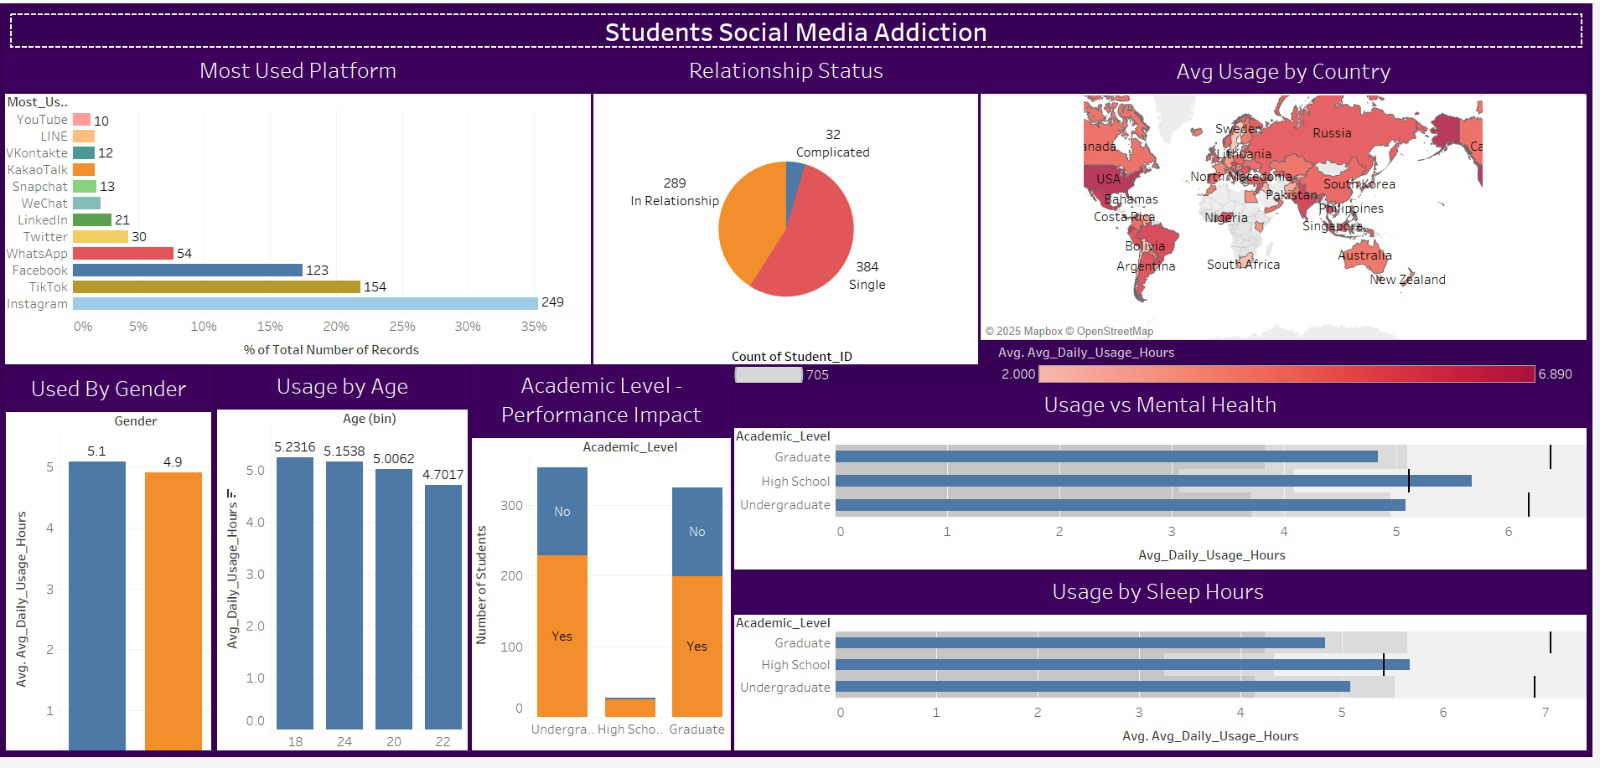 Students Social Media Addiction
Most Used Platform
Most_Us..
YouTube 10
LINE
VKontakte 12
KakaoTalk
Snapchat 13
WeChat
LinkedIn 21
Twitter 30
WhatsApp 54
Facebook 123
TikTok 154
Instagram 249
0% 5% 10% 15% 20% 25% 30% 35%
% of Total Number of Records
Relationship Status
32
Complicated
289
In Relationship
384
Single
Count of Student_ID
705
Avg Usage by Country
Sweden
Russia
anada
Ca
Lithuania
USA
North Macedonia
South Korea
Bahamas
Pakistan
Philippines
Costa Rica
Nigeria
Singapore
Bolivia
Argentina
South Africa
Australia
New Zealand
© 2025 Mapbox © OpenStreetMap
Avg. Avg_Daily_Usage_Hours
2.000 6.890
Used By Gender
Gender
5.1
4.9
5
4
3
2
1
Avg. Avg_Daily_Usage_Hours
Usage by Age
Age (bin)
5.2316 5.1538 5.0062 4.7017
5.0
4.0
3.0
2.0
1.0
0.0
Avg_Daily_Usage_Hours
18 24 20 22
Academic Level -
Performance Impact
Academic_Level
300
200
100
0
Number of Students
No
Yes
No
Yes
Undergra.. High Scho.. Graduate
Usage vs Mental Health
Academic_Level
Graduate
High School
Undergraduate
0 1 2 3 4 5 6
Avg_Daily_Usage_Hours
Usage by Sleep Hours
Academic_Level
Graduate
High School
Undergraduate
0 1 2 3 4 5 6 7
Avg. Avg_Daily_Usage_Hours